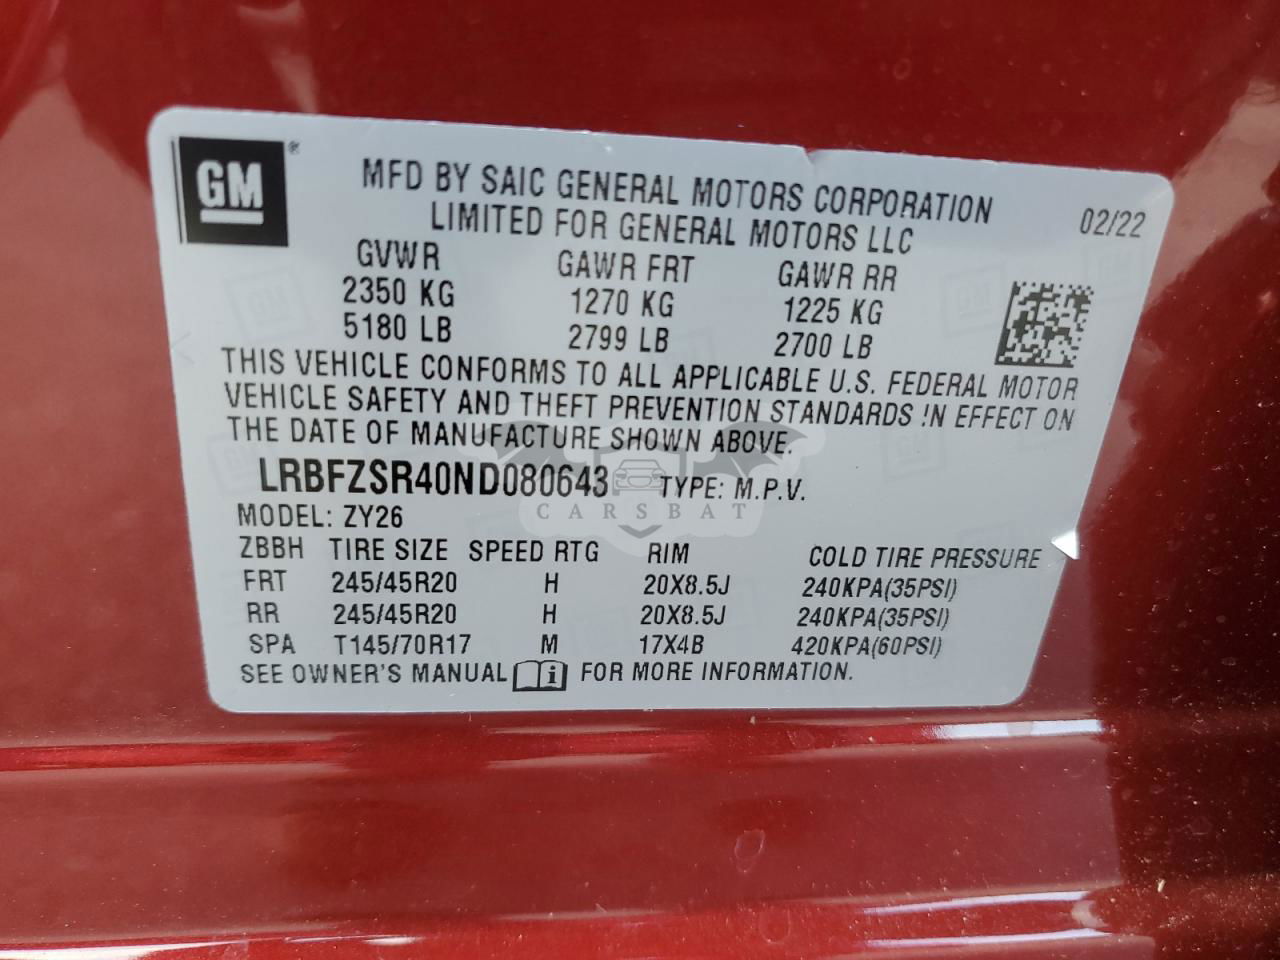 GM ®
MFD BY SAIC GENERAL MOTORS CORPORATION
LIMITED FOR GENERAL MOTORS LLC
02/22
GVWR GAWR FRT GAWR RR
2350 KG 1270 KG 1225 KG
5180 LB 2799 LB 2700 LB
THIS VEHICLE CONFORMS TO ALL APPLICABLE U.S. FEDERAL MOTOR
VEHICLE SAFETY AND THEFT PREVENTION STANDARDS IN EFFECT ON
THE DATE OF MANUFACTURE SHOWN ABOVE.
LRBFZSR40ND080643 TYPE: M.P.V.
CARSBAT
MODEL: ZY26
ZBBH TIRE SIZE SPEED RTG RIM COLD TIRE PRESSURE
FRT 245/45R20 H 20X8.5J 240KPA(35PSI)
RR 245/45R20 H 20X8.5J 240KPA(35PSI)
SPA T145/70R17 M 17X4B 420KPA(60PSI)
SEE OWNER'S MANUAL i FOR MORE INFORMATION.